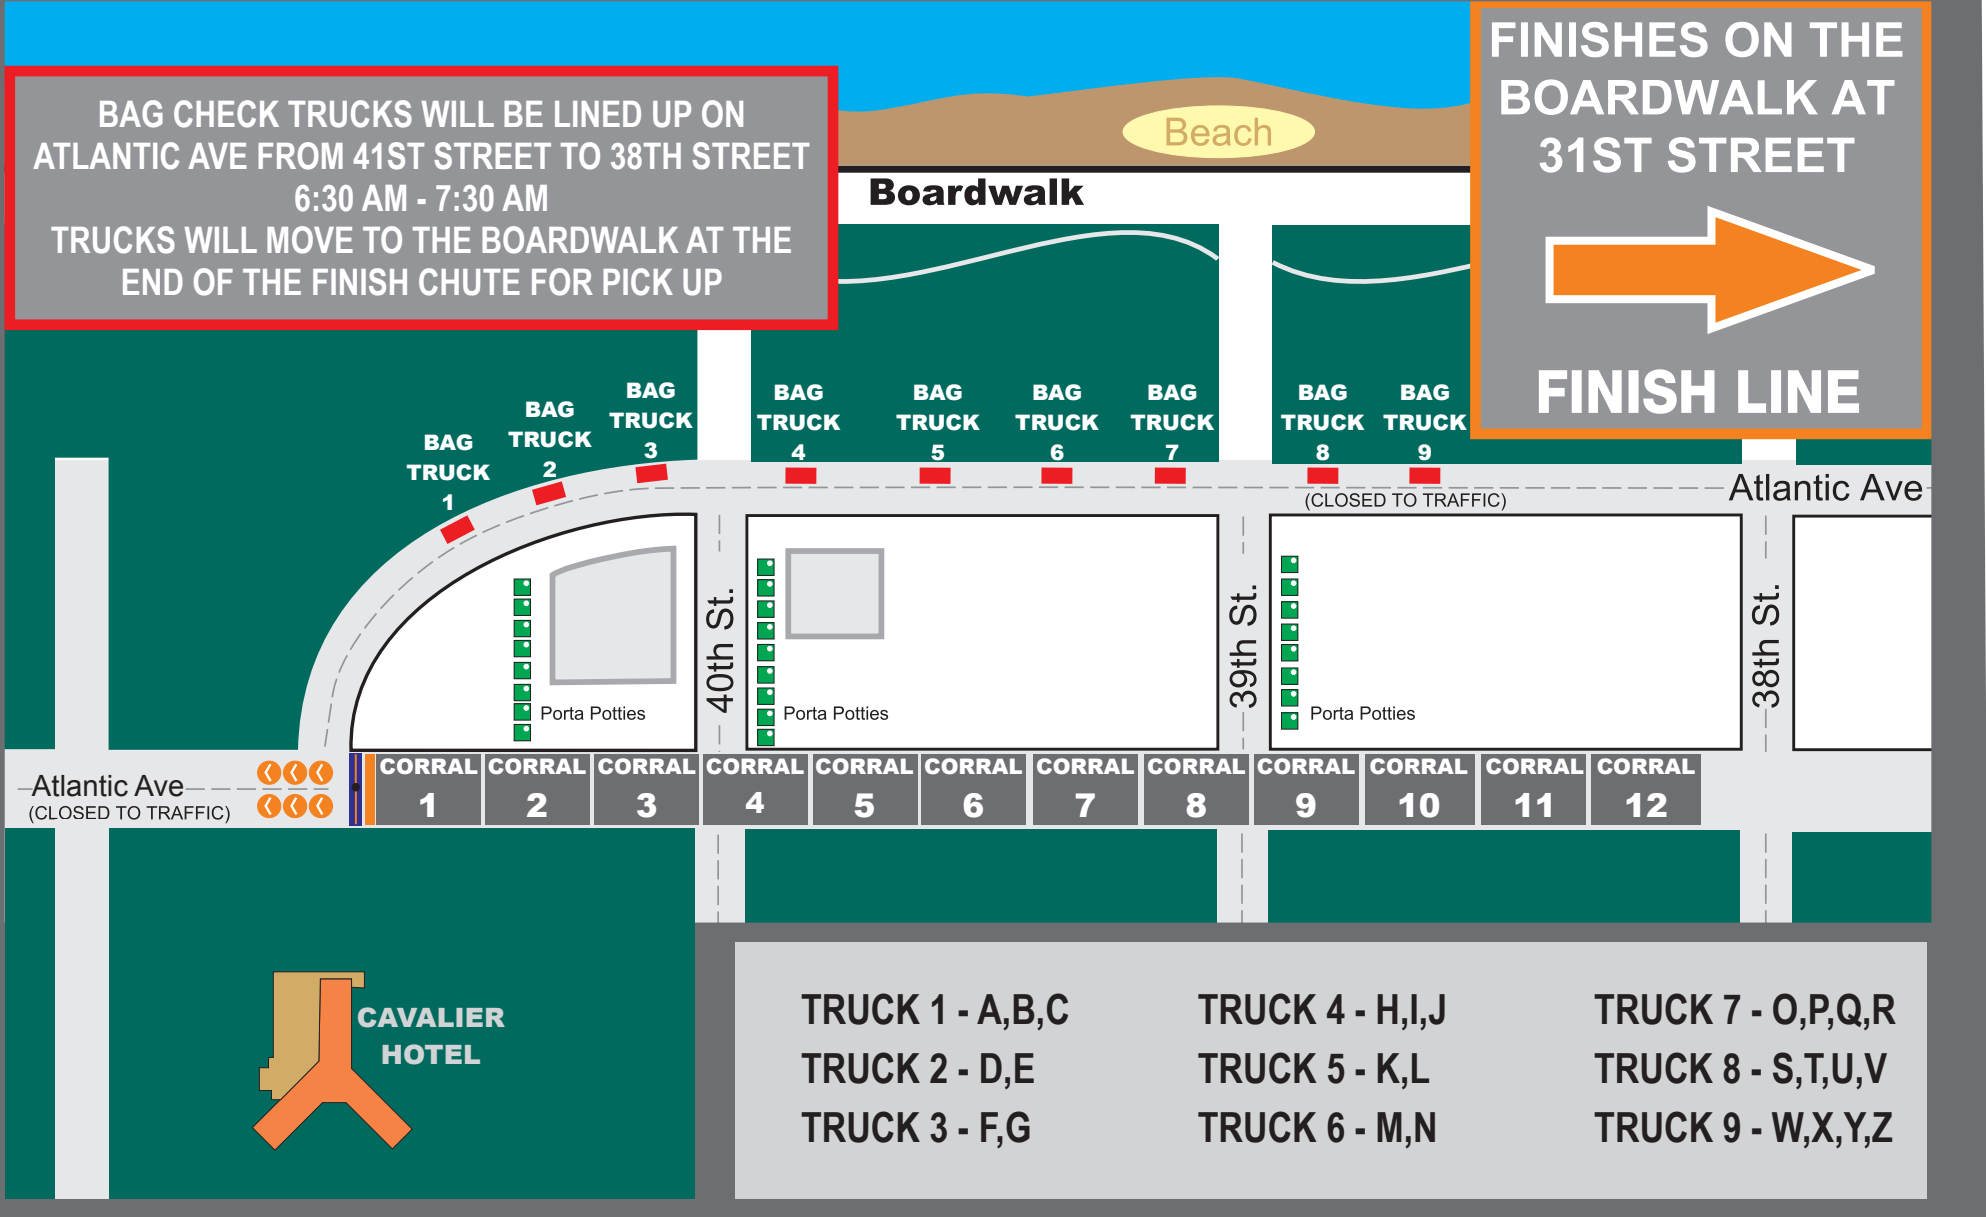 BAG CHECK TRUCKS WILL BE LINED UP ON
ATLANTIC AVE FROM 41ST STREET TO 38TH STREET
6:30 AM - 7:30 AM
TRUCKS WILL MOVE TO THE BOARDWALK AT THE
END OF THE FINISH CHUTE FOR PICK UP
Beach
Boardwalk
FINISHES ON THE
BOARDWALK AT
31ST STREET
FINISH LINE
BAG
TRUCK
1
BAG
TRUCK
2
BAG
TRUCK
3
BAG
TRUCK
4
BAG
TRUCK
5
BAG
TRUCK
6
BAG
TRUCK
7
BAG
TRUCK
8
BAG
TRUCK
9
(CLOSED TO TRAFFIC)
Atlantic Ave
40th St.
39th St.
38th St.
Porta Potties
Porta Potties
Porta Potties
Atlantic Ave
(CLOSED TO TRAFFIC)
CORRAL
1
CORRAL
2
CORRAL
3
CORRAL
4
CORRAL
5
CORRAL
6
CORRAL
7
CORRAL
8
CORRAL
9
CORRAL
10
CORRAL
11
CORRAL
12
CAVALIER
HOTEL
TRUCK 1 - A,B,C
TRUCK 2 - D,E
TRUCK 3 - F,G
TRUCK 4 - H,I,J
TRUCK 5 - K,L
TRUCK 6 - M,N
TRUCK 7 - O,P,Q,R
TRUCK 8 - S,T,U,V
TRUCK 9 - W,X,Y,Z